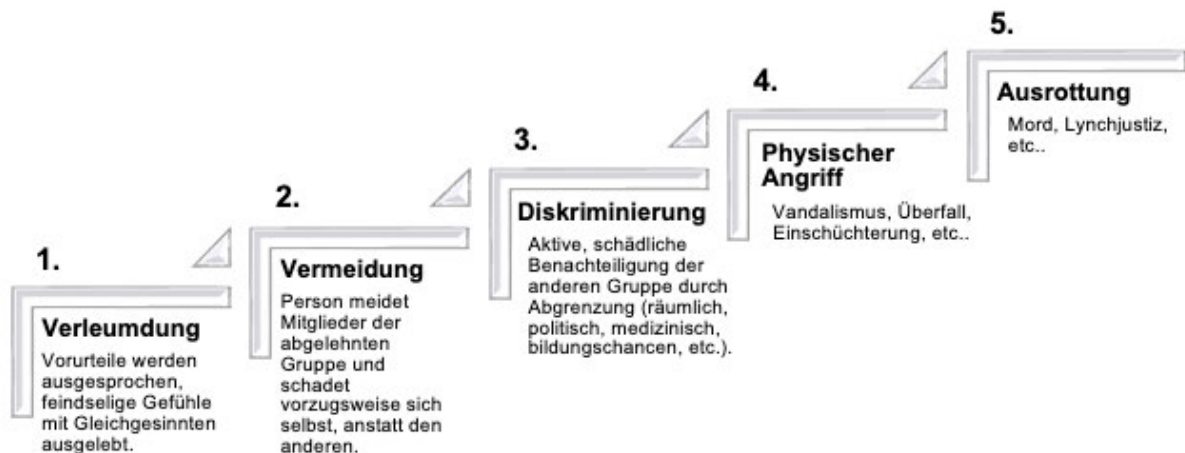 1.
Verleumdung
Vorurteile werden
ausgesprochen,
feindselige Gefühle
mit Gleichgesinnten
ausgelebt.
2.
Vermeidung
Person meidet
Mitglieder der
abgelehnten
Gruppe und
schadet
vorzugsweise sich
selbst, anstatt den
anderen.
3.
Diskriminierung
Aktive, schädliche
Benachteiligung der
anderen Gruppe durch
Abgrenzung (räumlich,
politisch, medizinisch,
bildungschancen, etc.).
4.
Physischer
Angriff
Vandalismus, Überfall,
Einschüchterung, etc..
5.
Ausrottung
Mord, Lynchjustiz,
etc..